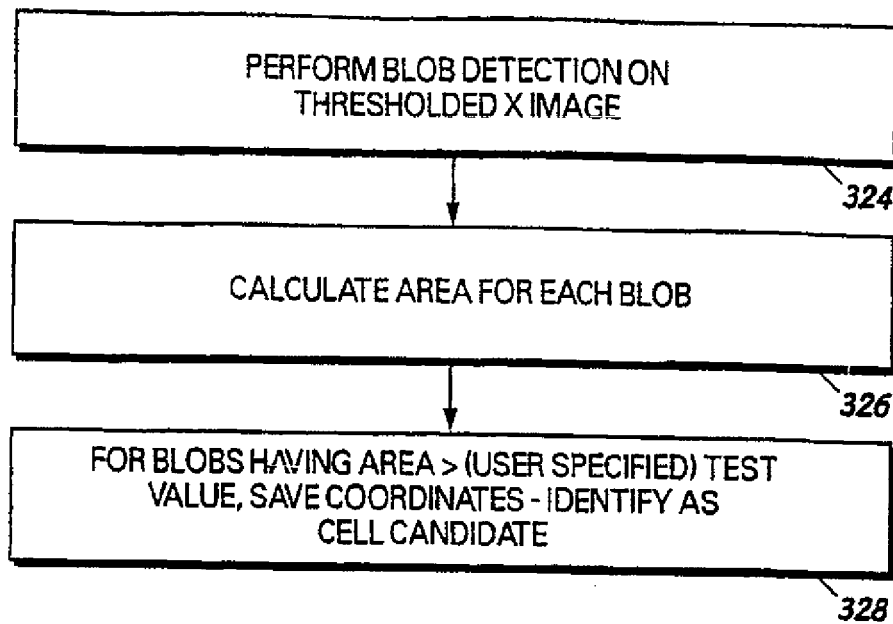 PERFORM BLOB DETECTION ON
THRESHOLDED X IMAGE
324
CALCULATE AREA FOR EACH BLOB
326
FOR BLOBS HAVING AREA > (USER SPECIFIED) TEST
VALUE, SAVE COORDINATES - IDENTIFY AS
CELL CANDIDATE
328